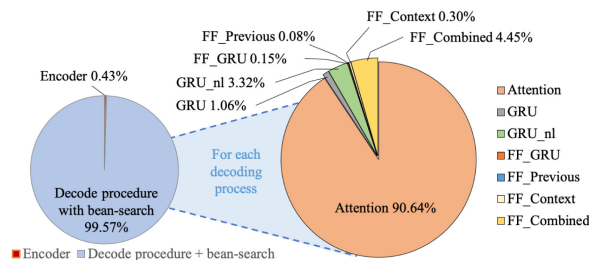 FF_Context 0.30%
FF_Previous 0.08%
FF_Combined 4.45%
FF_GRU 0.15%
Encoder 0.43%
GRU_nl 3.32%
GRU 1.06%
Attention
GRU
GRU_nl
FF_GRU
FF_Previous
FF_Context
FF_Combined
For each
decoding
process
Decode procedure
with bean-search
99.57%
Attention 90.64%
Encoder
Decode procedure + bean-search